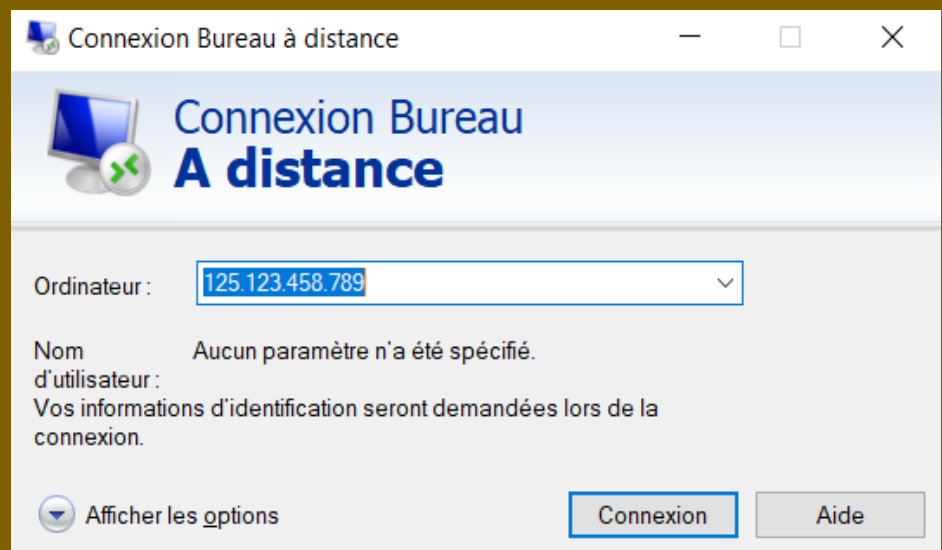 Connexion Bureau à distance
Connexion Bureau
A distance
Ordinateur :
125.123.458.789
Nom
d'utilisateur :
Aucun paramètre n'a été spécifié.
Vos informations d'identification seront demandées lors de la
connexion.
Afficher les options
Connexion
Aide